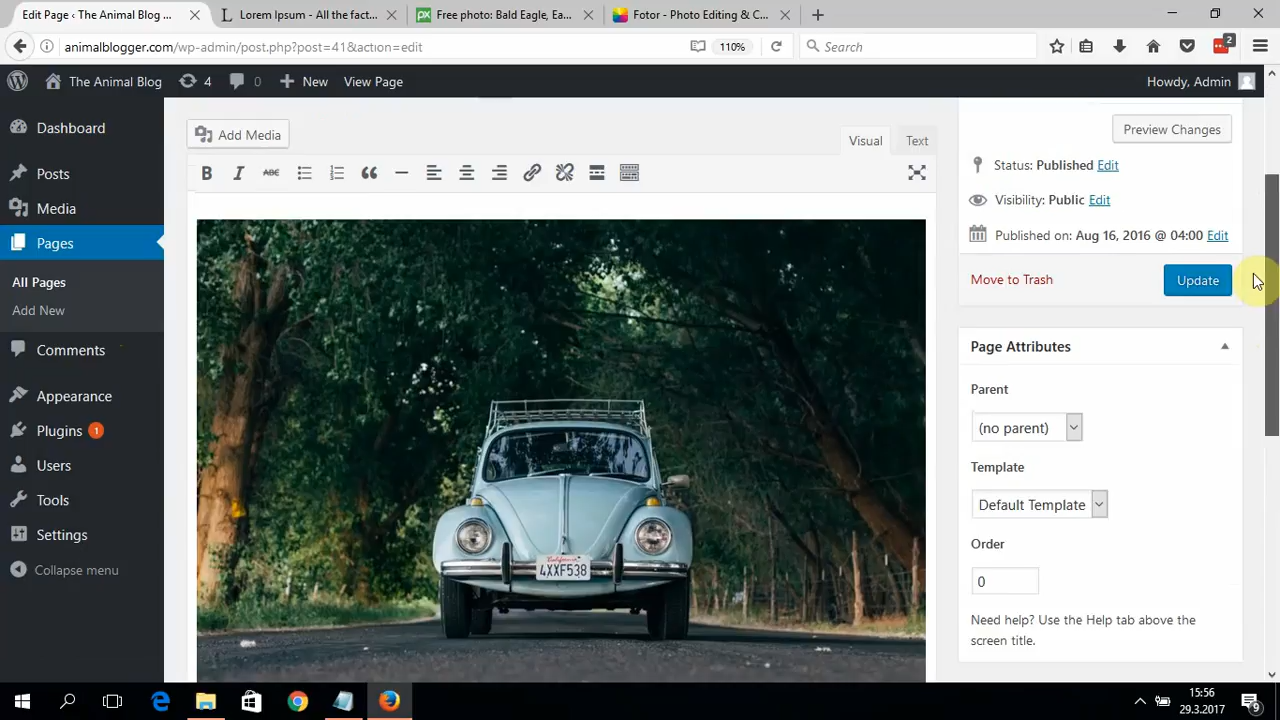 Edit Page ‹ The Animal Blog ...
Lorem Ipsum - All the fact...
Free photo: Bald Eagle, Ea...
Fotor - Photo Editing & C...
animalblogger.com/wp-admin/post.php?post=41&action=edit
110%
Search
2
The Animal Blog
4
0
New
View Page
Howdy, Admin
Dashboard
Posts
Media
Pages
All Pages
Add New
Comments
Appearance
Plugins 1
Users
Tools
Settings
Collapse menu
Add Media
Visual
Text
B I ABC
California
4XXF538
Preview Changes
Status: Published Edit
Visibility: Public Edit
Published on: Aug 16, 2016 @ 04:00 Edit
Move to Trash
Update
Page Attributes
Parent
(no parent)
Template
Default Template
Order
0
Need help? Use the Help tab above the
screen title.
15:56
29.3.2017
9